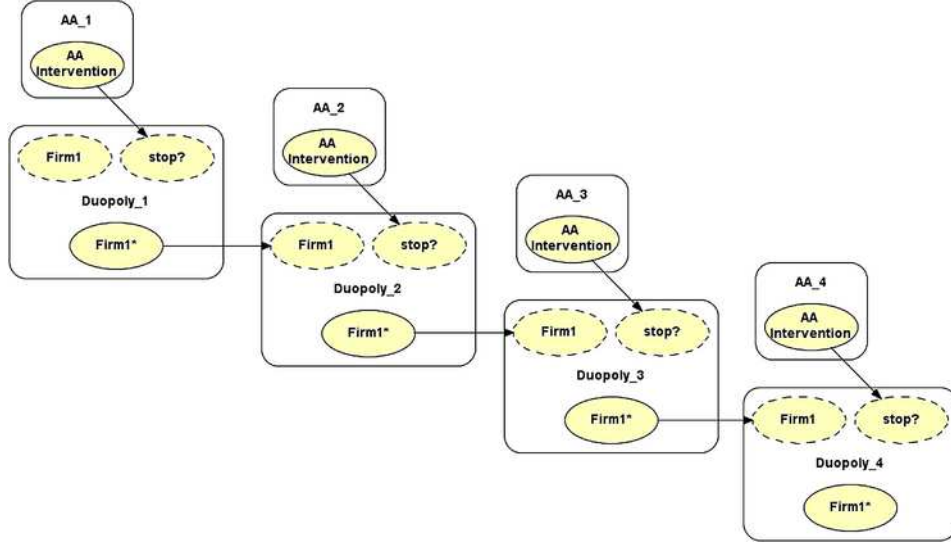 AA_1
AA
Intervention
Firm1
stop?
Duopoly_1
Firm1*
AA_2
AA
Intervention
Firm1
stop?
Duopoly_2
Firm1*
AA_3
AA
Intervention
Firm1
stop?
Duopoly_3
Firm1*
AA_4
AA
Intervention
Firm1
stop?
Duopoly_4
Firm1*